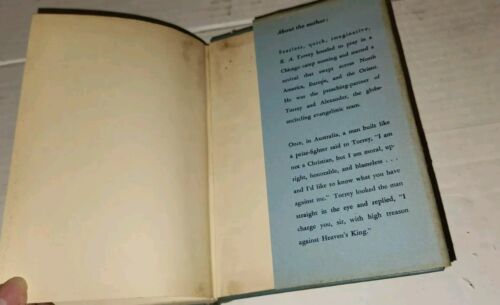 About the author:
Fearless, quick, imaginative,
R. A. Torrey kneeled to pray in a
Chicago camp meeting and started a
revival that swept across North
America, Europe, and the Orient.
He was the preaching-partner of
Torrey and Alexander, the globe-
encircling evangelistic team.
Once, in Australia, a man built like
a prize-fighter said to Torrey, "I am
not a Christian, but I am moral, up-
right, honorable, and blameless . . .
and I'd like to know what you have
against me." Torrey looked the man
straight in the eye and replied, "I
charge you, sir, with high treason
against Heaven's King."